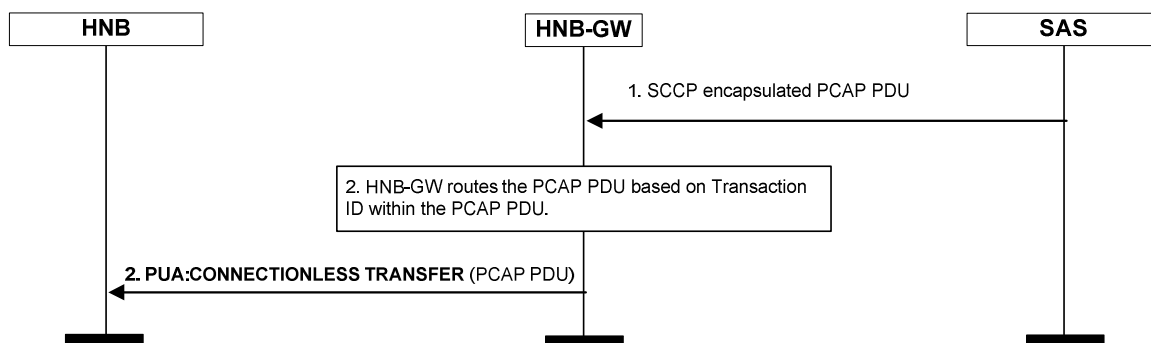 HNB
HNB-GW
SAS
1. SCCP encapsulated PCAP PDU
2. HNB-GW routes the PCAP PDU based on Transaction
ID within the PCAP PDU.
2. PUA:CONNECTIONLESS TRANSFER (PCAP PDU)